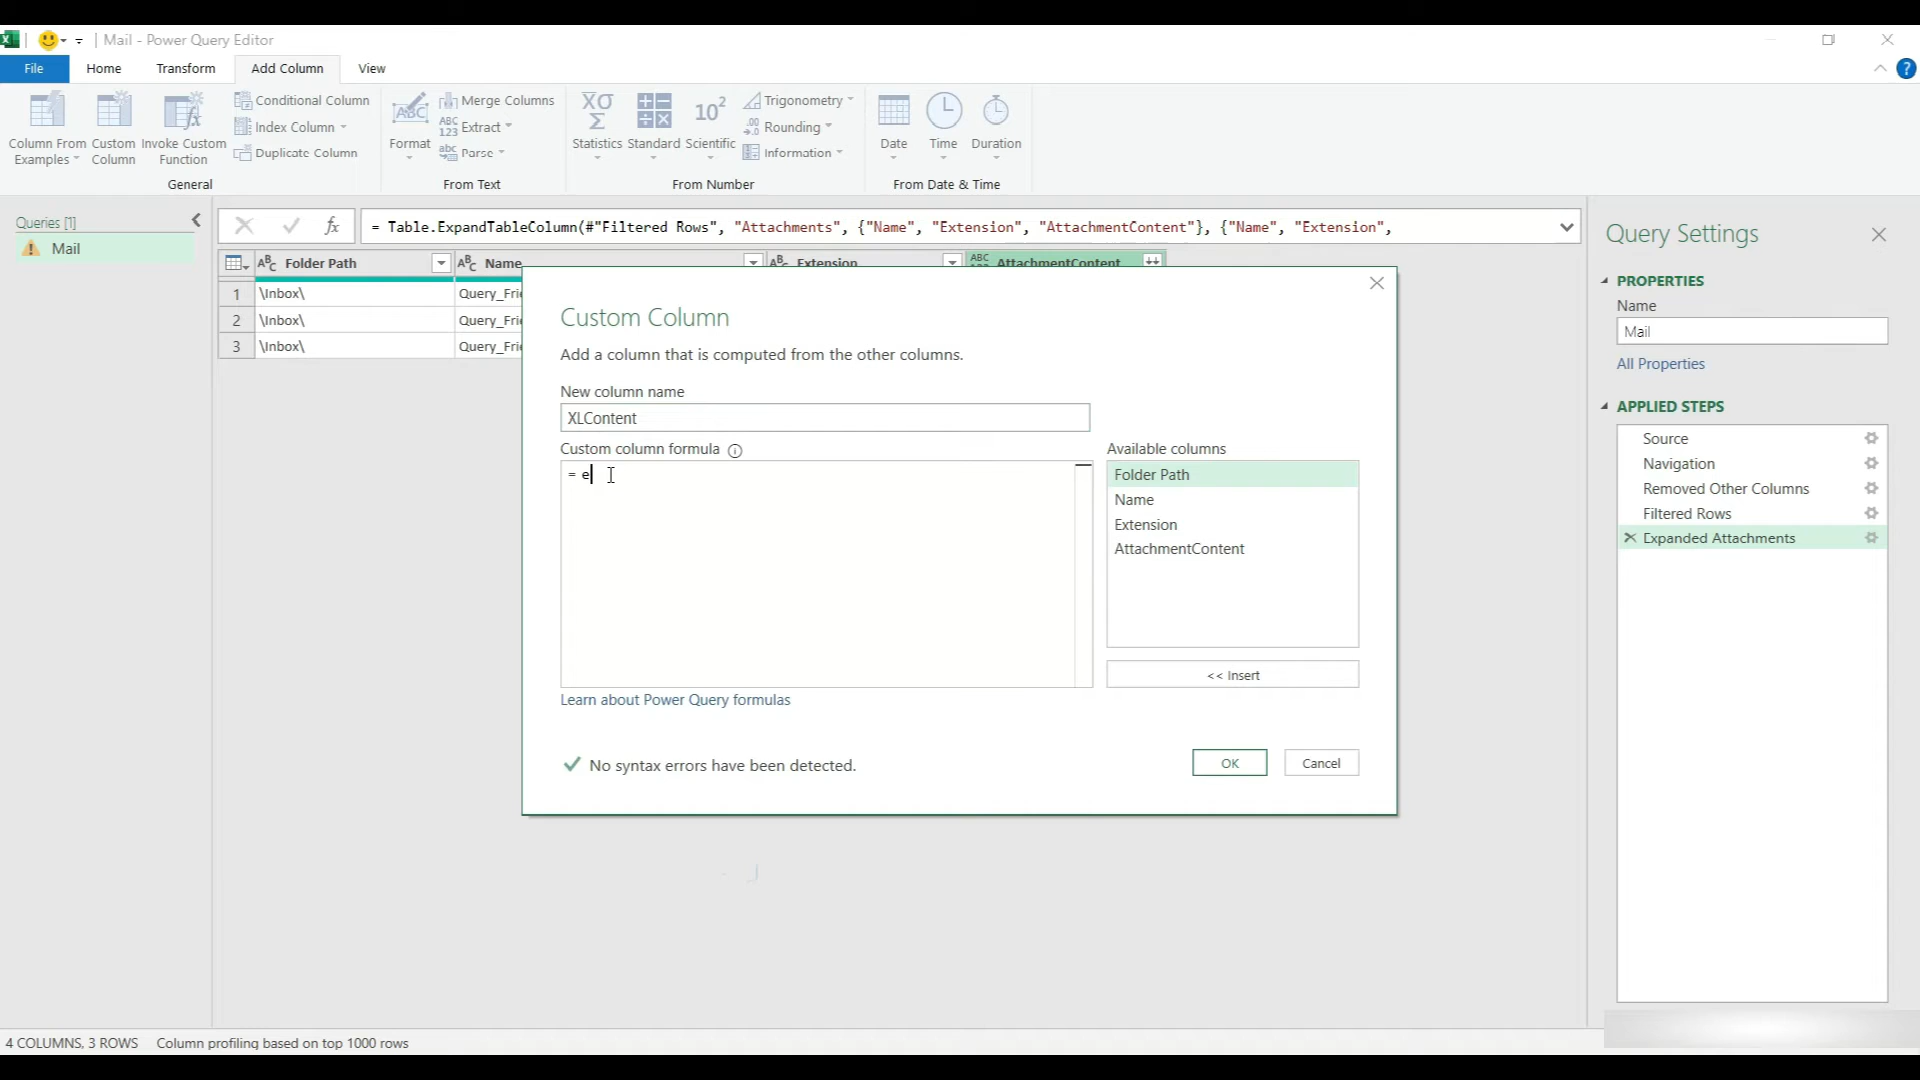 Mail - Power Query Editor
File Home Transform Add Column View
Column From Examples
Custom Column
Invoke Custom Function
Conditional Column
Index Column
Duplicate Column
General
Format
Merge Columns
Extract
Parse
From Text
Statistics
Standard
Scientific
Trigonometry
Rounding
Information
From Number
Date
Time
Duration
From Date & Time
Queries [1]
Mail
= Table.ExpandTableColumn(#"Filtered Rows", "Attachments", {"Name", "Extension", "AttachmentContent"}, {"Name", "Extension",
Folder Path Name Extension AttachmentContent
1 \Inbox\ Query_Frie
2 \Inbox\ Query_Frie
3 \Inbox\ Query_Frie
Custom Column
Add a column that is computed from the other columns.
New column name
XLContent
Custom column formula
= e
Available columns
Folder Path
Name
Extension
AttachmentContent
<< Insert
Learn about Power Query formulas
No syntax errors have been detected.
OK
Cancel
Query Settings
PROPERTIES
Name
Mail
All Properties
APPLIED STEPS
Source
Navigation
Removed Other Columns
Filtered Rows
Expanded Attachments
4 COLUMNS, 3 ROWS Column profiling based on top 1000 rows